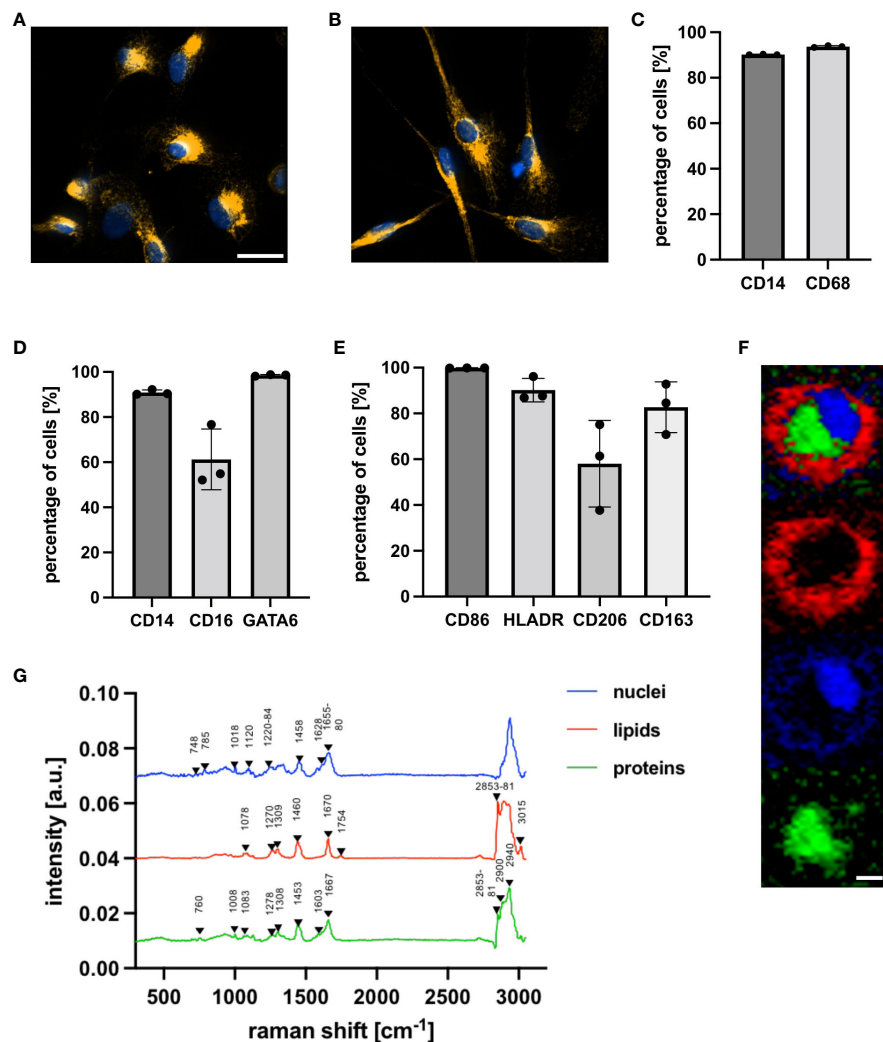 A
B
C
percentage of cells [%]
100
80
60
40
20
0
CD14 CD68
D
percentage of cells [%]
100
80
60
40
20
0
CD14 CD16 GATA6
E
percentage of cells [%]
100
80
60
40
20
0
CD86 HLADR CD206 CD163
F
G
intensity [a.u.]
0.10
0.08
0.06
0.04
0.02
0.00
748
785
1018
1120
1220-84
1458
1628
1655-
80
nuclei
lipids
proteins
1078
1270
1309
1460
1670
1754
2853-81
3015
760
1008
1083
1278
1308
1453
1603
1667
2853-
81
2900
2940
500 1000 1500 2000 2500 3000
raman shift [cm⁻¹]